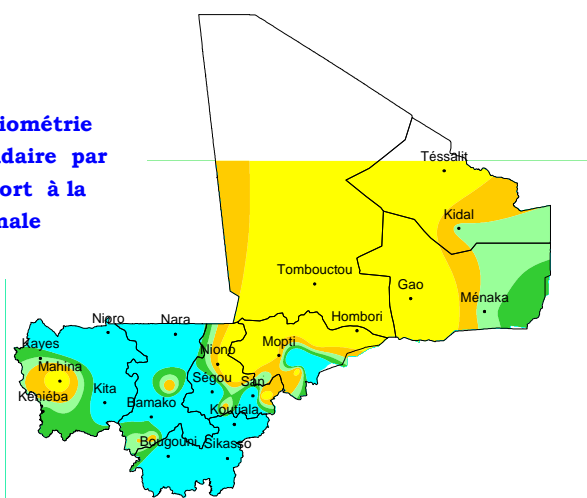 iométrie
daire par
ort à la
nale
Téssalit
Kidal
Tombouctou
Gao
Ménaka
Hombori
Nioro
Nara
Mopti
Kayes
Niono
Mahina
Ségou
San
Kita
Kéniéba
Bamako
Koutiala
Bougouni
Sikasso